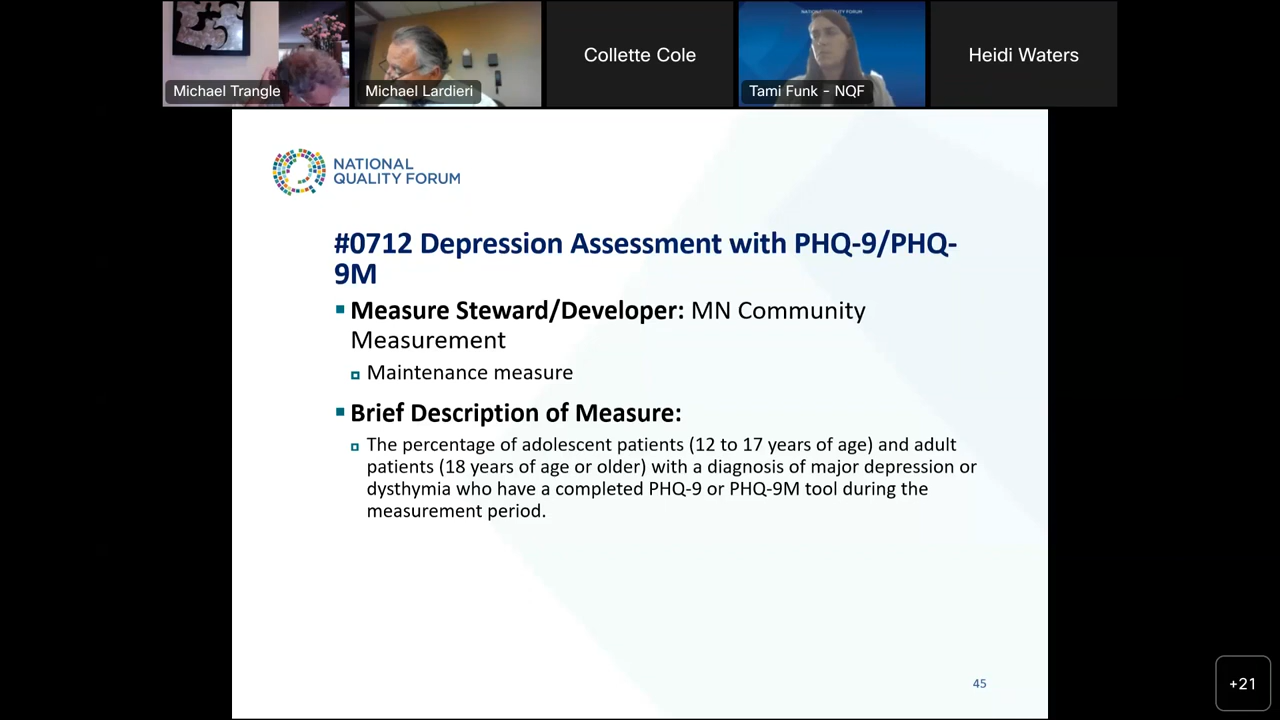 NATIONAL QUALITY FORUM
Michael Trangle
Michael Lardieri
Collette Cole
Tami Funk - NQF
Heidi Waters
NATIONAL
QUALITY FORUM
#0712 Depression Assessment with PHQ-9/PHQ-
9M
Measure Steward/Developer: MN Community
Measurement
Maintenance measure
Brief Description of Measure:
The percentage of adolescent patients (12 to 17 years of age) and adult
patients (18 years of age or older) with a diagnosis of major depression or
dysthymia who have a completed PHQ-9 or PHQ-9M tool during the
measurement period.
45
+21